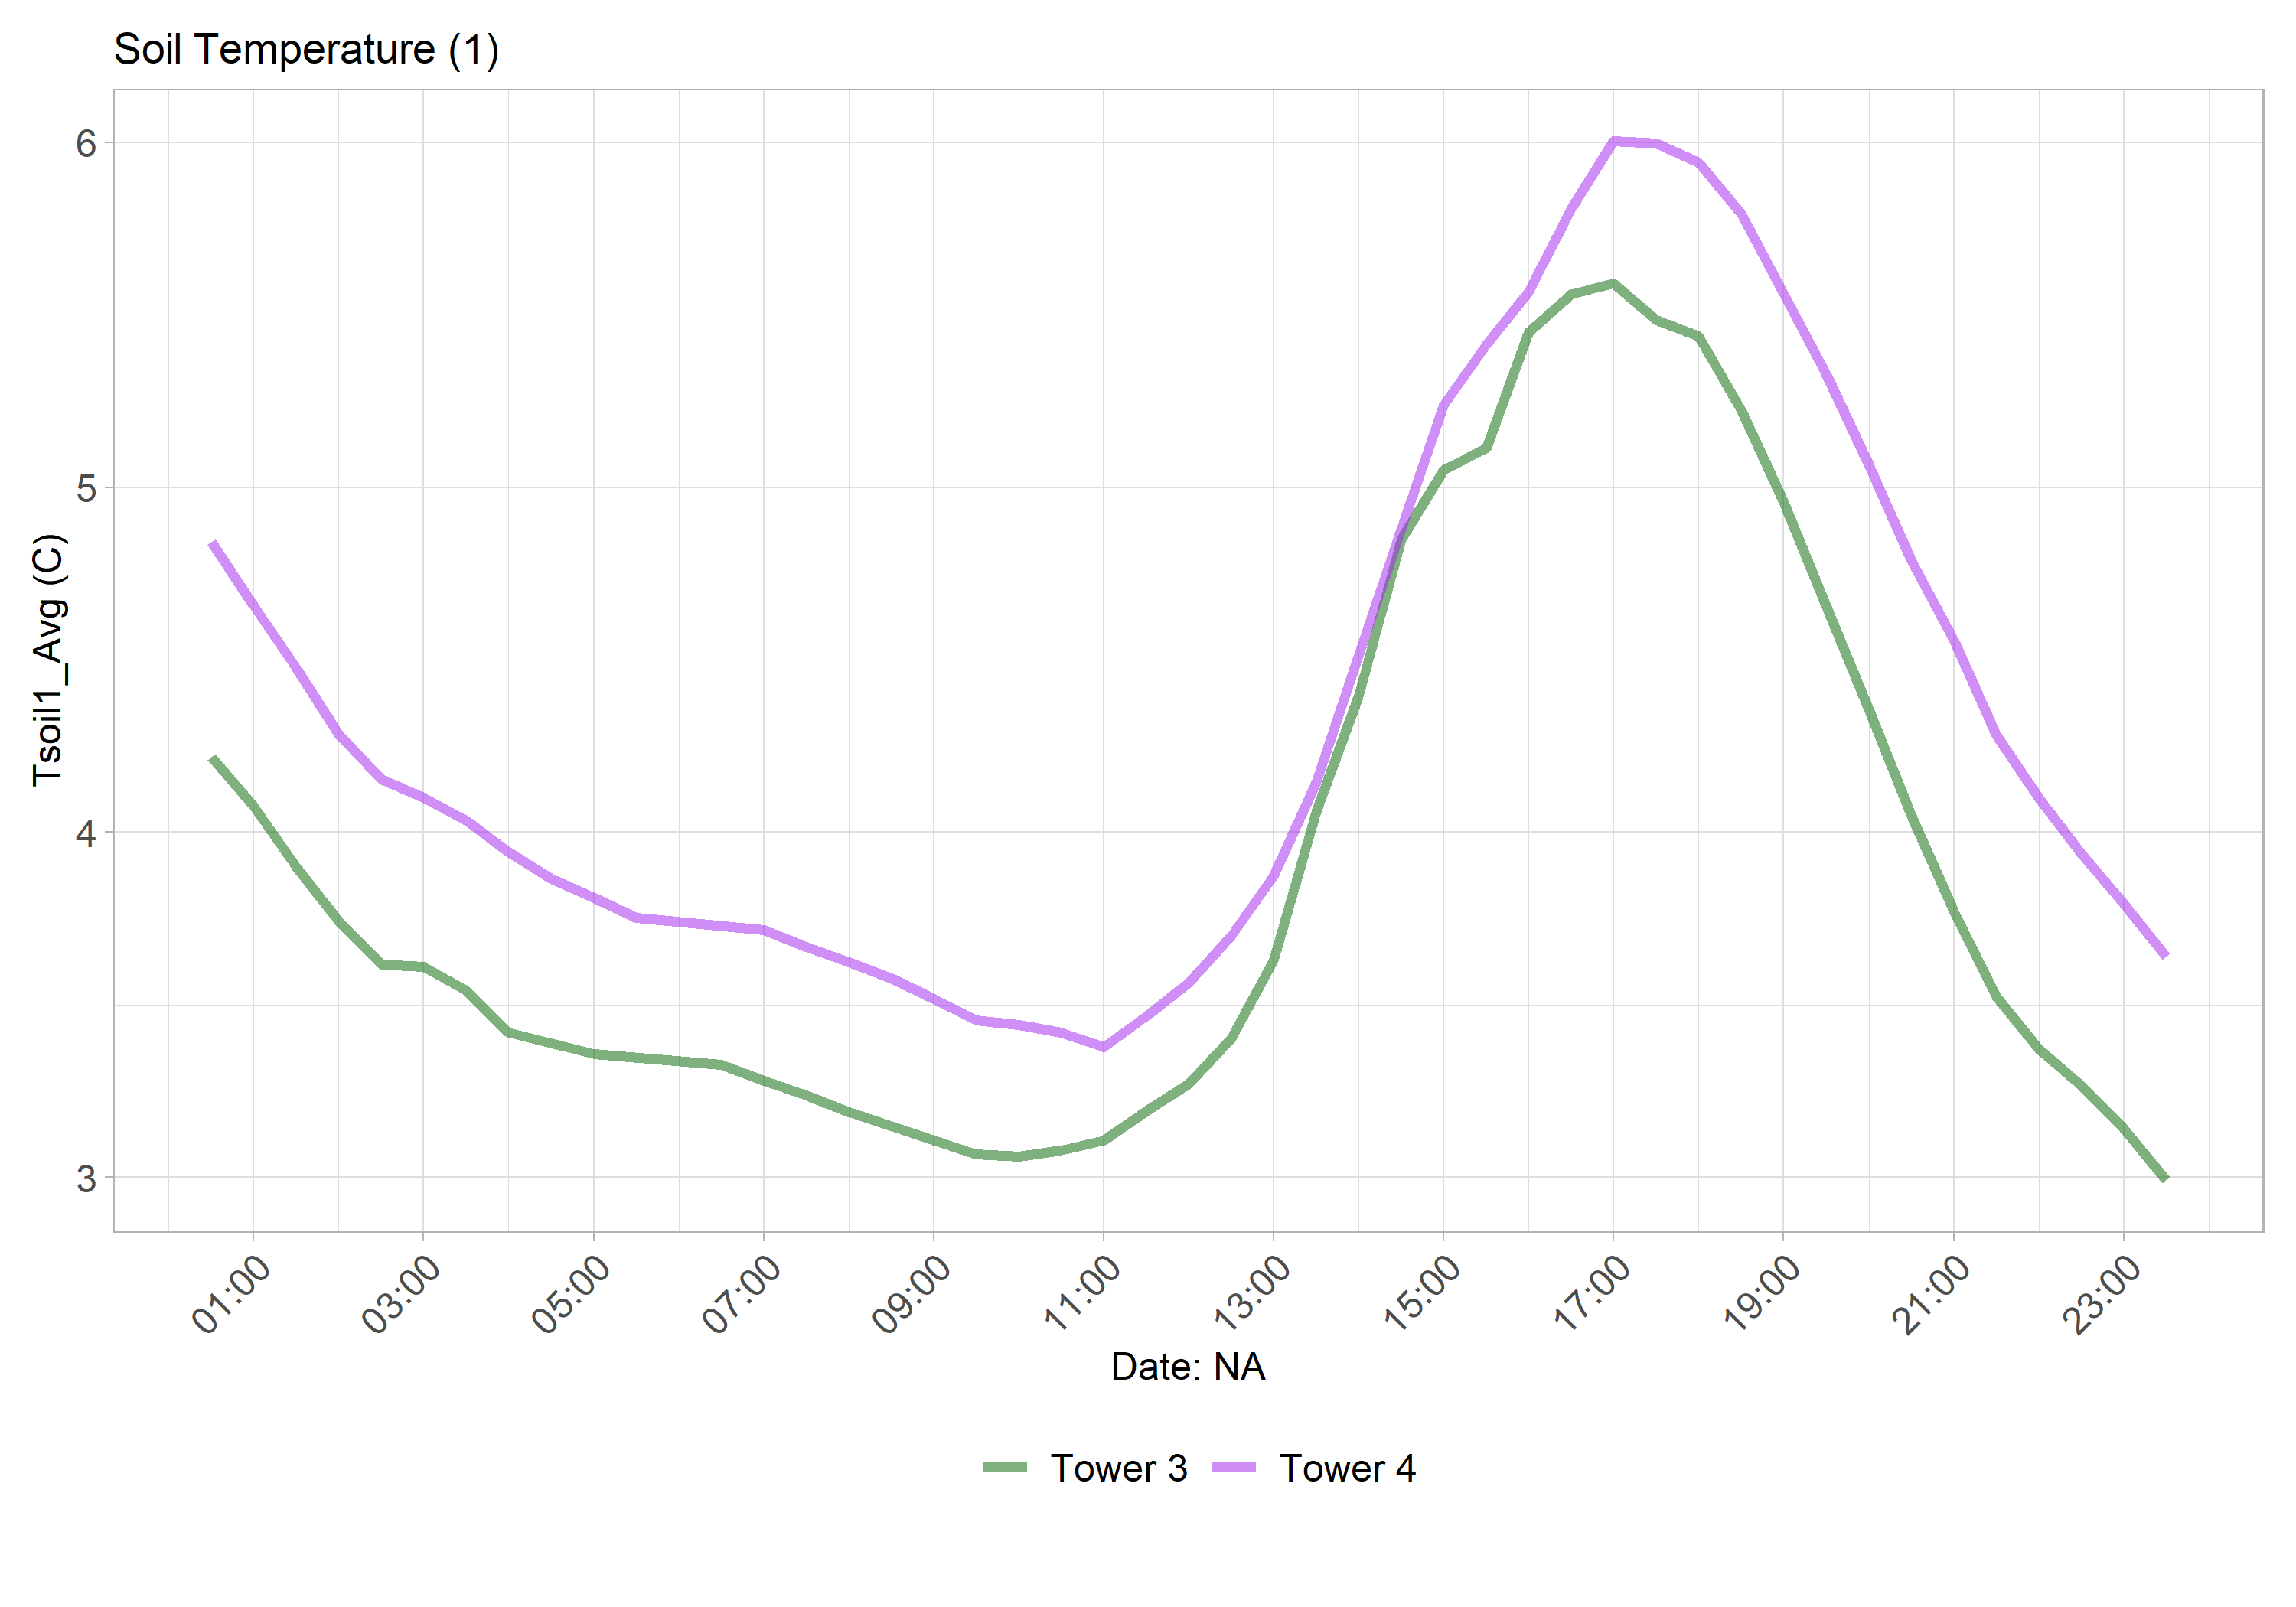 Soil Temperature (1)
Tsoil1_Avg (C)
6
5
4
3
01:00 03:00 05:00 07:00 09:00 11:00 13:00 15:00 17:00 19:00 21:00 23:00
Date: NA
Tower 3 Tower 4